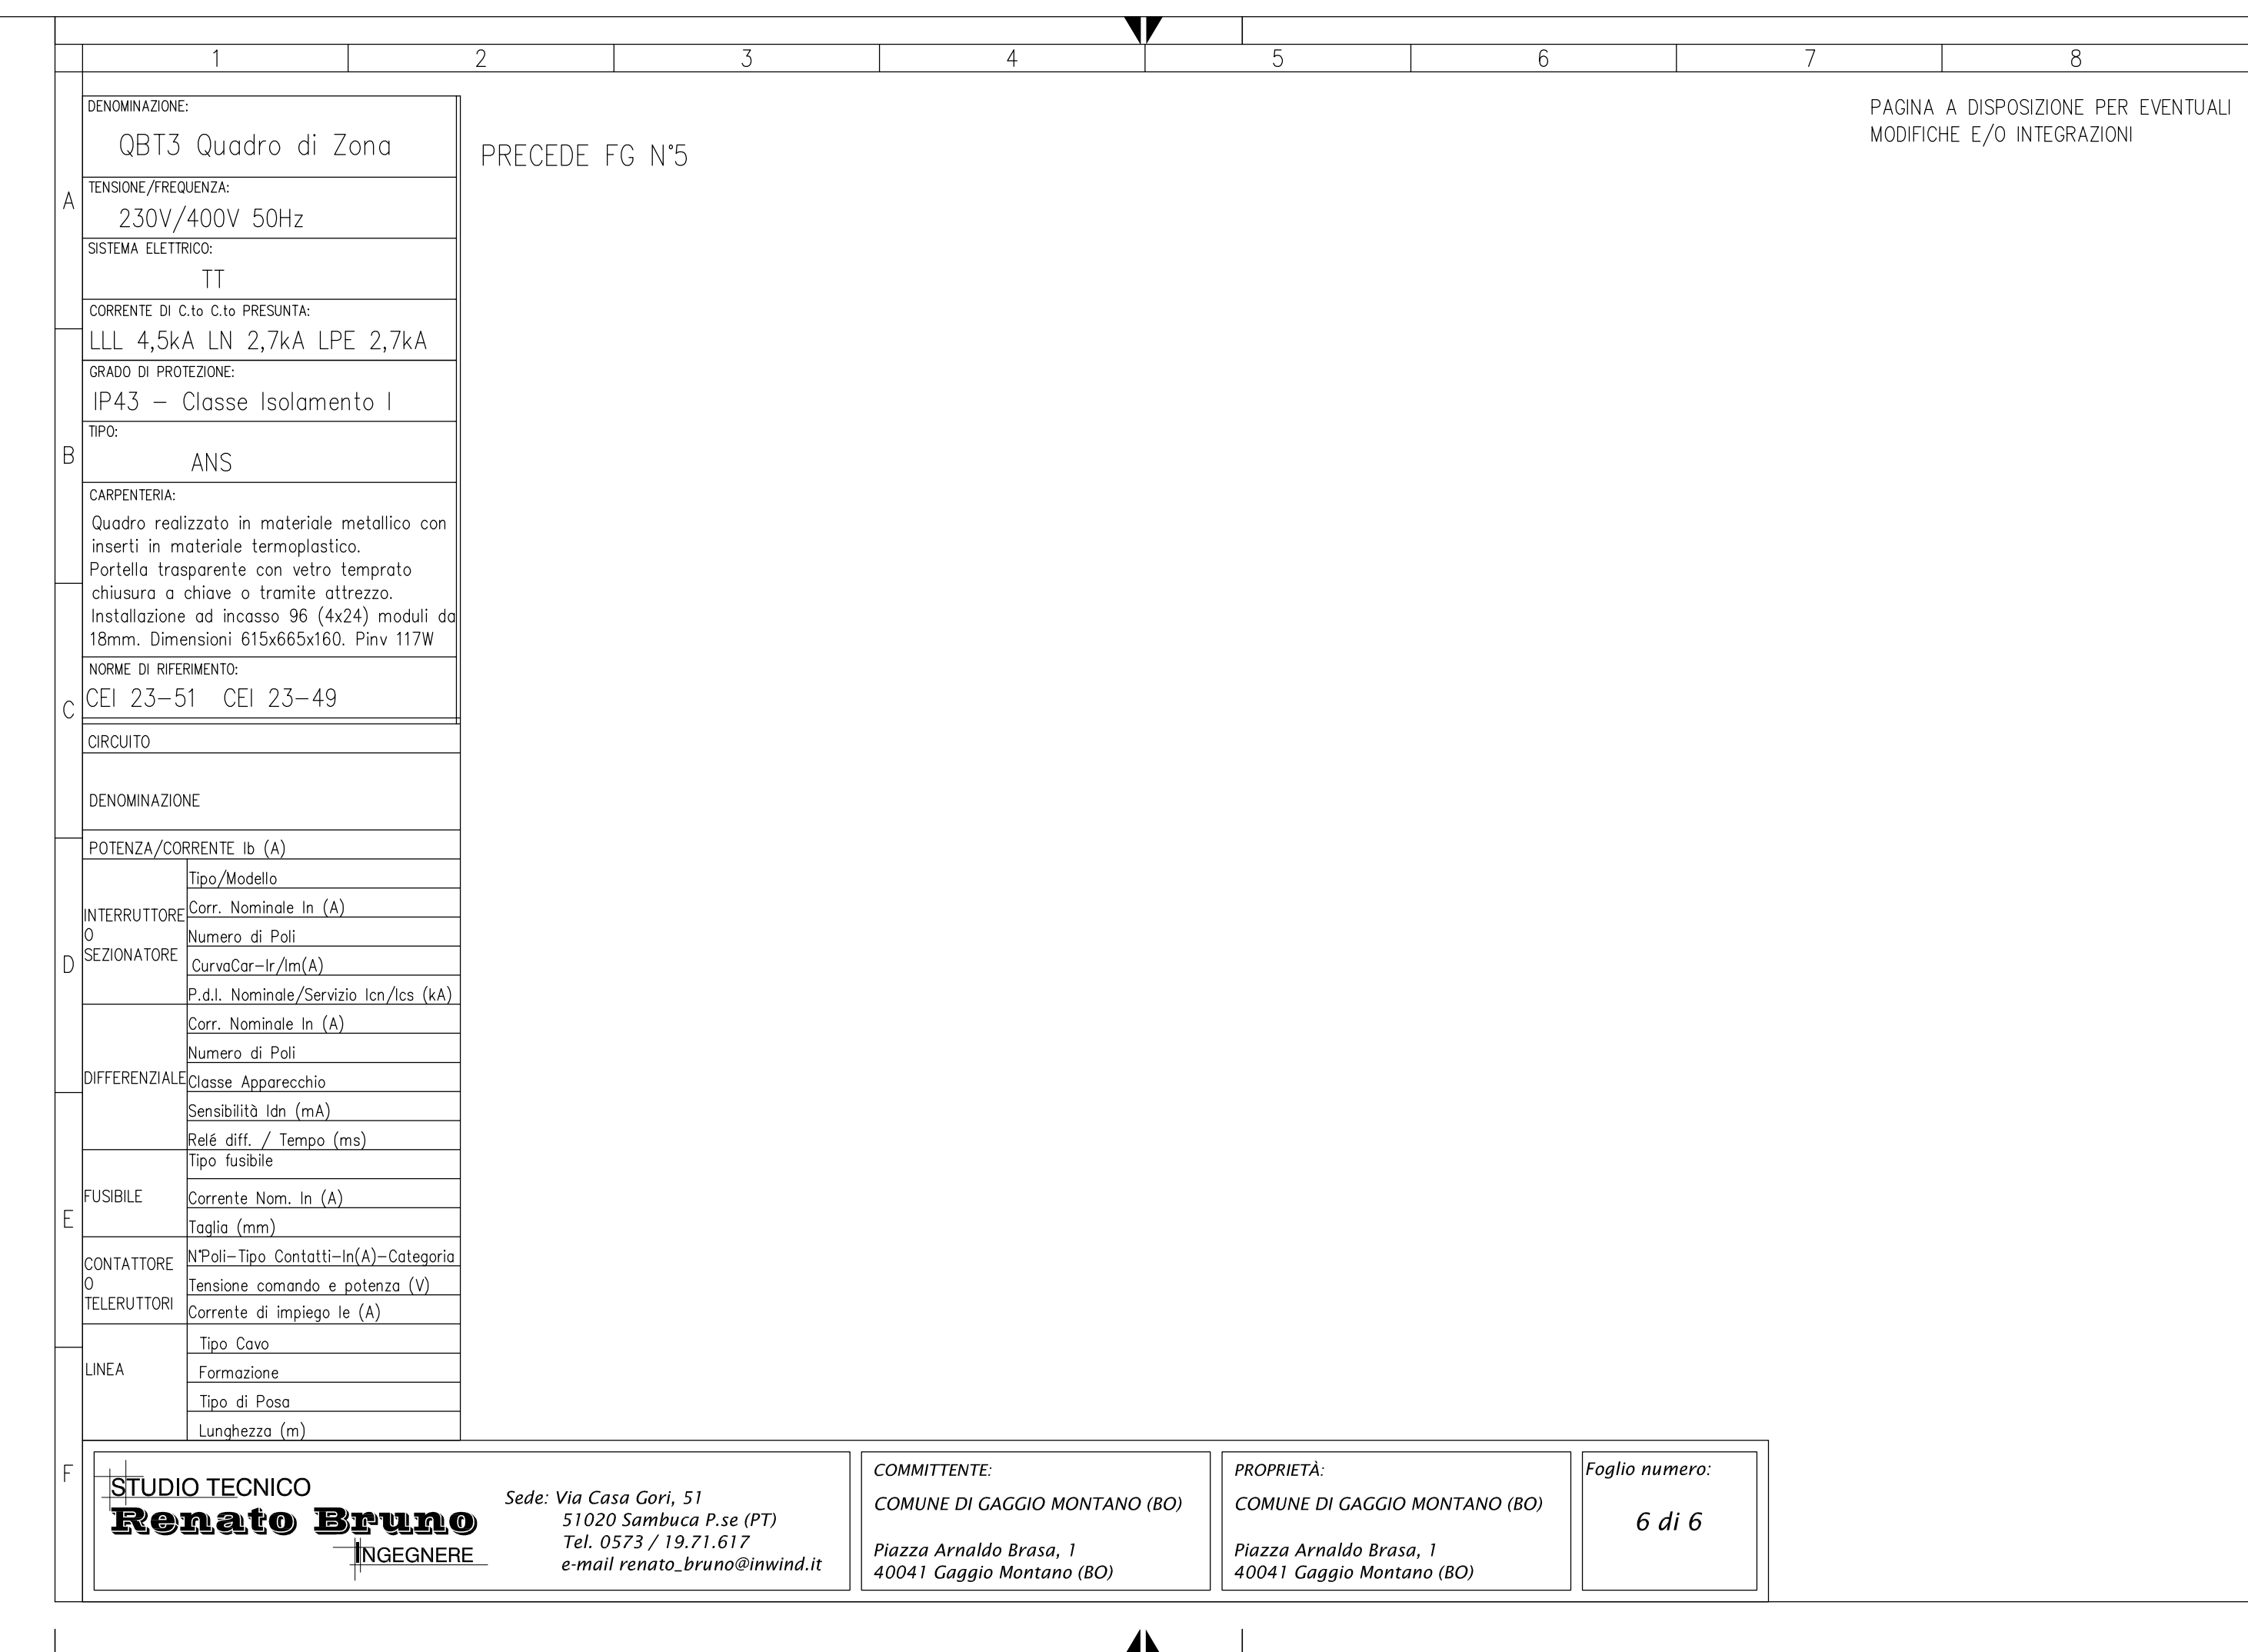 1 2 3 4 5 6 7 8
A
B
C
D
E
F
DENOMINAZIONE:
QBT3 Quadro di Zona
TENSIONE/FREQUENZA:
230V/400V 50Hz
SISTEMA ELETTRICO:
TT
CORRENTE DI C.to C.to PRESUNTA:
LLL 4,5kA LN 2,7kA LPE 2,7kA
GRADO DI PROTEZIONE:
IP43 – Classe Isolamento I
TIPO:
ANS
CARPENTERIA:
Quadro realizzato in materiale metallico con
inserti in materiale termoplastico.
Portella trasparente con vetro temprato
chiusura a chiave o tramite attrezzo.
Installazione ad incasso 96 (4x24) moduli da
18mm. Dimensioni 615x665x160. Pinv 117W
NORME DI RIFERIMENTO:
CEI 23–51 CEI 23–49
PRECEDE FG N°5
PAGINA A DISPOSIZIONE PER EVENTUALI
MODIFICHE E/O INTEGRAZIONI
CIRCUITO
DENOMINAZIONE
POTENZA/CORRENTE Ib (A)
INTERRUTTORE
O
SEZIONATORE
Tipo/Modello
Corr. Nominale In (A)
Numero di Poli
CurvaCar–Ir/Im(A)
P.d.I. Nominale/Servizio Icn/Ics (kA)
DIFFERENZIALE
Corr. Nominale In (A)
Numero di Poli
Classe Apparecchio
Sensibilità Idn (mA)
Relé diff. / Tempo (ms)
FUSIBILE
Tipo fusibile
Corrente Nom. In (A)
Taglia (mm)
CONTATTORE
O
TELERUTTORI
N°Poli–Tipo Contatti–In(A)–Categoria
Tensione comando e potenza (V)
Corrente di impiego Ie (A)
LINEA
Tipo Cavo
Formazione
Tipo di Posa
Lunghezza (m)
STUDIO TECNICO
Renato Bruno
INGEGNERE
Sede: Via Casa Gori, 51
51020 Sambuca P.se (PT)
Tel. 0573 / 19.71.617
e-mail renato_bruno@inwind.it
COMMITTENTE:
COMUNE DI GAGGIO MONTANO (BO)
Piazza Arnaldo Brasa, 1
40041 Gaggio Montano (BO)
PROPRIETÀ:
COMUNE DI GAGGIO MONTANO (BO)
Piazza Arnaldo Brasa, 1
40041 Gaggio Montano (BO)
Foglio numero:
6 di 6